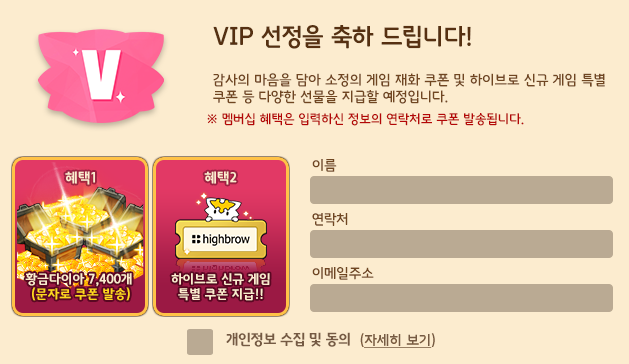 V
VIP 선정을 축하 드립니다!
감사의 마음을 담아 소정의 게임 재화 쿠폰 및 하이브로 신규 게임 특별
쿠폰 등 다양한 선물을 지급할 예정입니다.
※ 멤버십 혜택은 입력하신 정보의 연락처로 쿠폰 발송됩니다.
혜택1
황금다이아 7,400개
(문자로 쿠폰 발송)
혜택2
highbrow
하이브로 신규 게임
특별 쿠폰 지급!!
이름
연락처
이메일주소
개인정보 수집 및 동의 (자세히 보기)